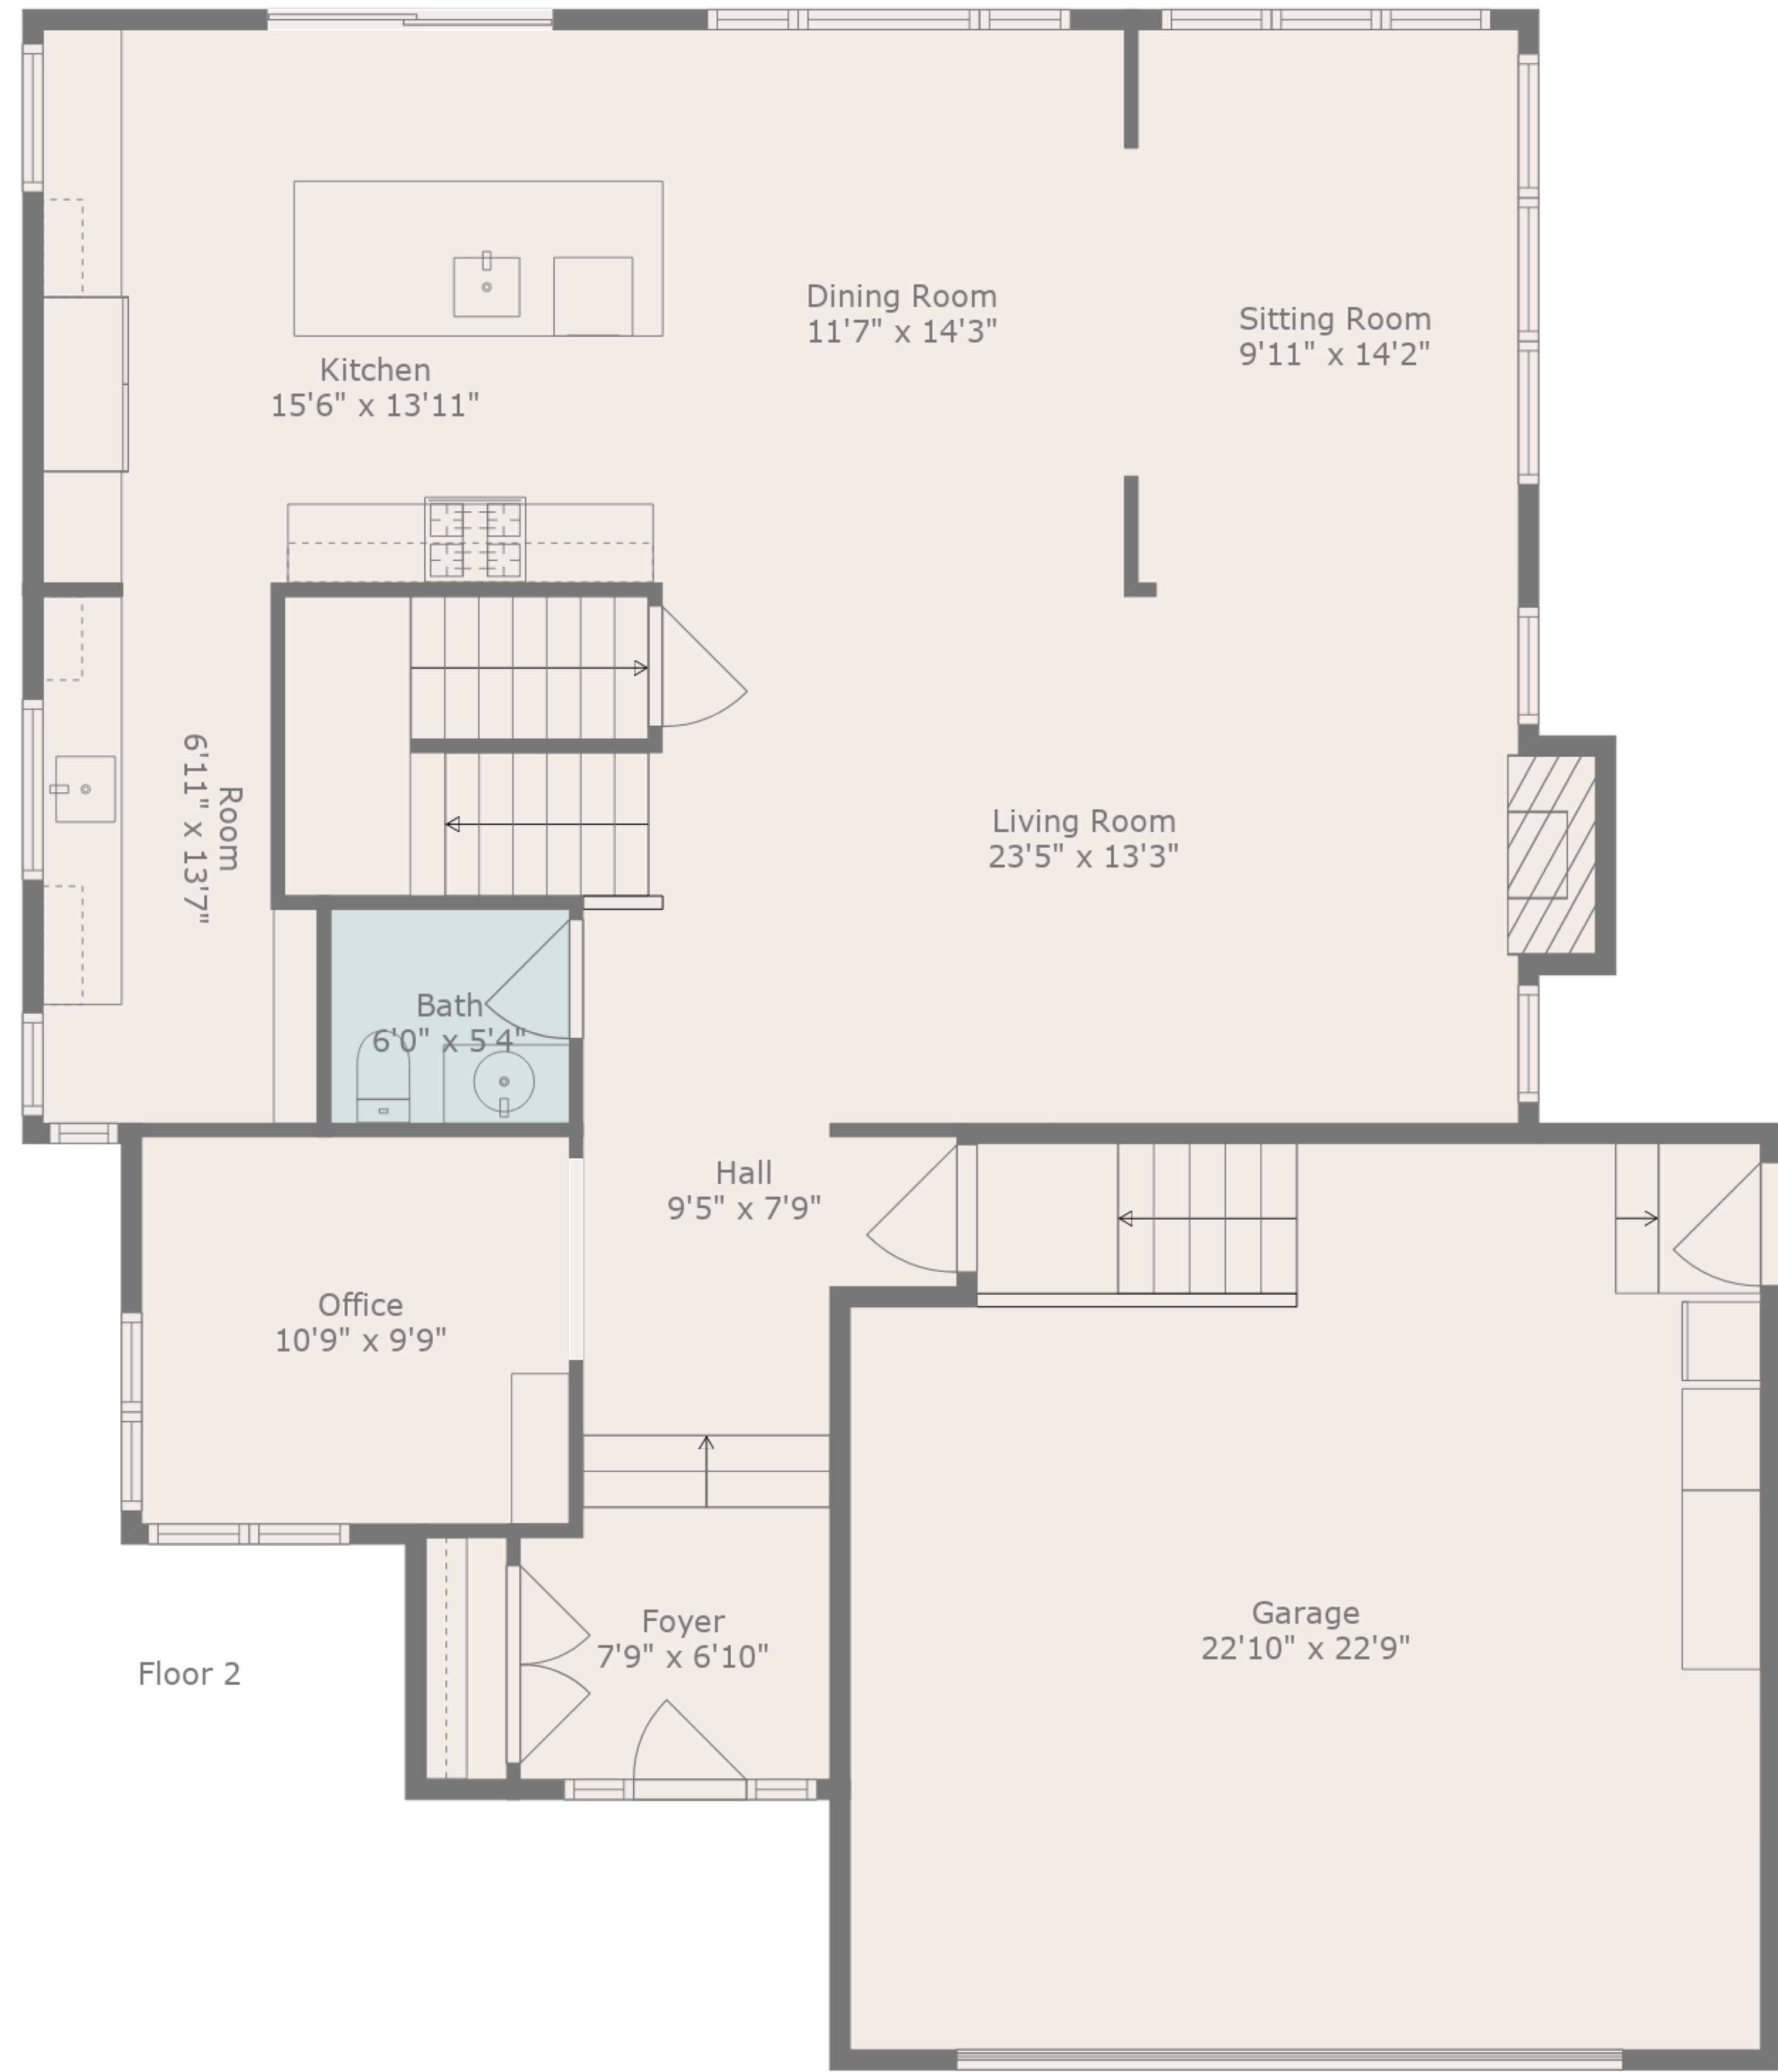 Dining Room
11'7" x 14'3"
Sitting Room
9'11" x 14'2"
Kitchen
15'6" x 13'11"
Room
6'11" x 13'7"
Living Room
23'5" x 13'3"
Bath
6'0" x 5'4"
Hall
9'5" x 7'9"
Office
10'9" x 9'9"
Foyer
7'9" x 6'10"
Garage
22'10" x 22'9"
Floor 2